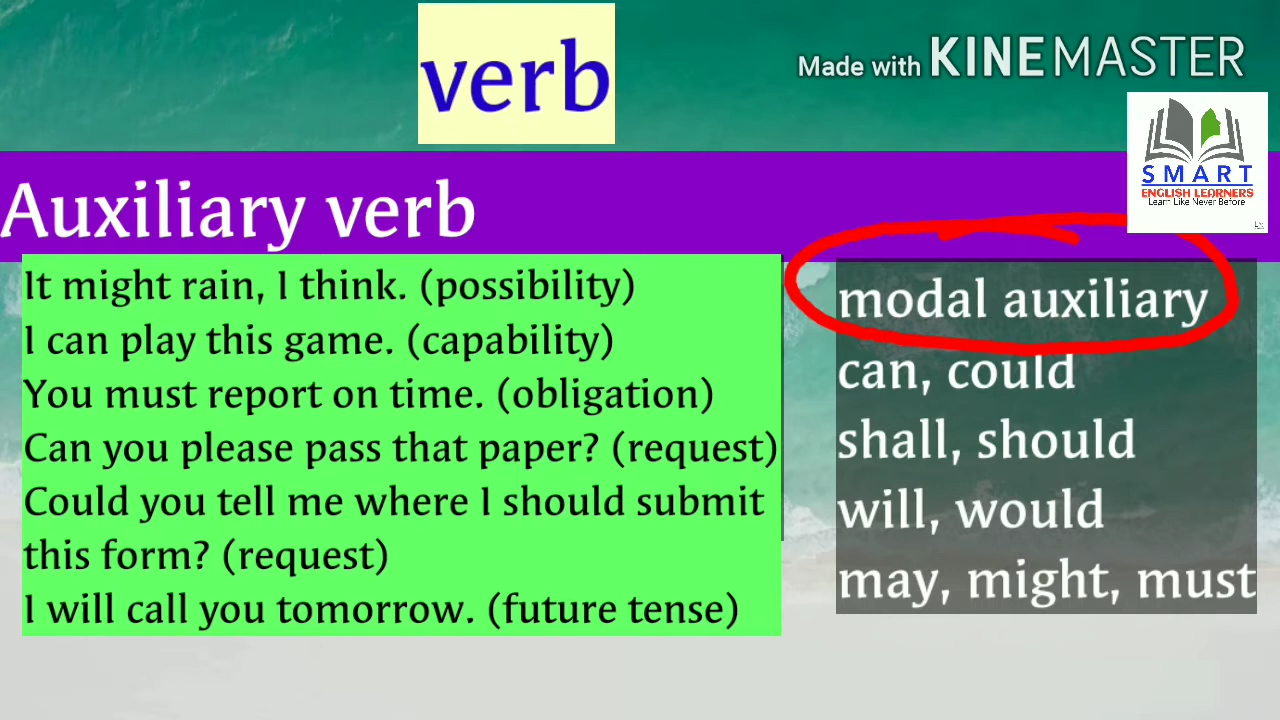 verb
Made with KINEMASTER
SMART
ENGLISH LEARNERS
Learn Like Never Before
Auxiliary verb
It might rain, I think. (possibility)
I can play this game. (capability)
You must report on time. (obligation)
Can you please pass that paper? (request)
Could you tell me where I should submit
this form? (request)
I will call you tomorrow. (future tense)
modal auxiliary
can, could
shall, should
will, would
may, might, must